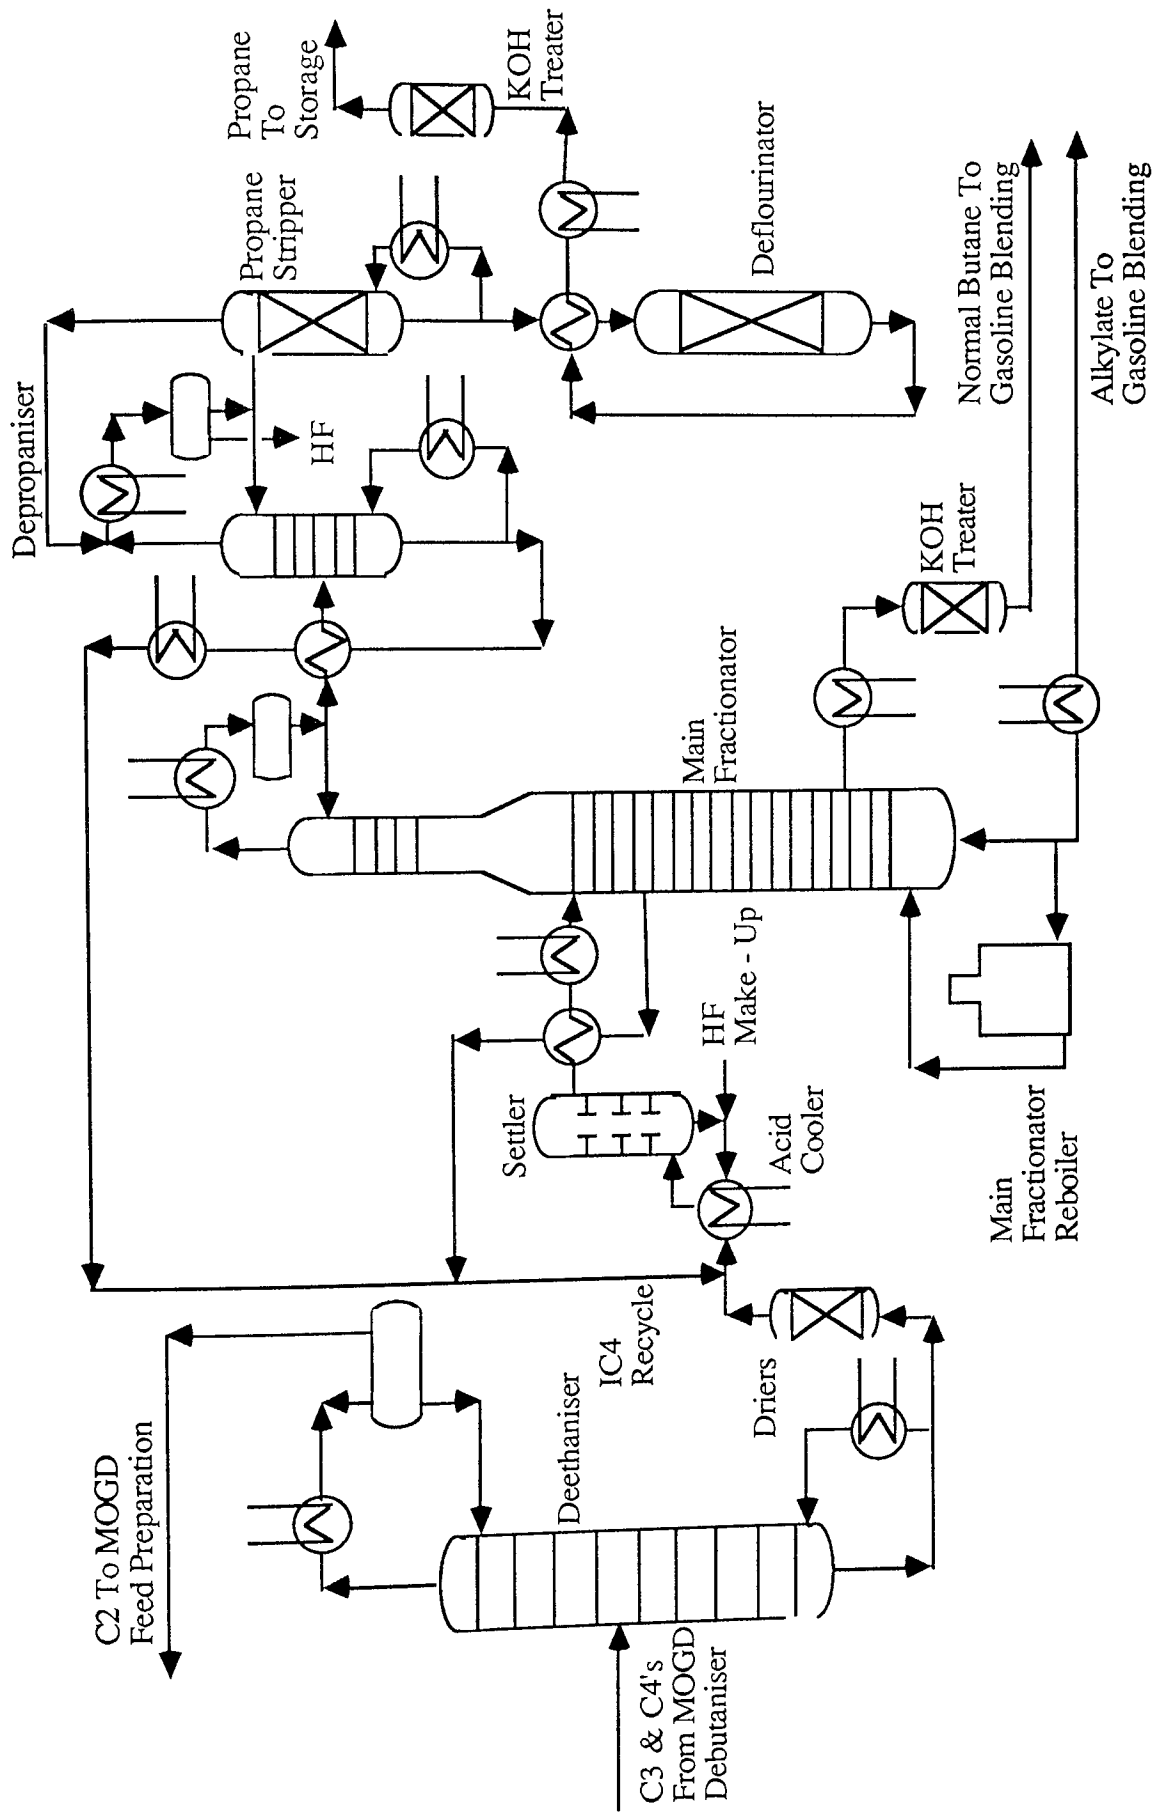 C2 To MOGD
Feed Preparation
C3 & C4's
From MOGD
Debutaniser
Deethaniser
IC4
Recycle
Driers
Settler
Acid
Cooler
HF
Make - Up
Main
Fractionator
Reboiler
Main
Fractionator
Depropaniser
HF
Propane
Stripper
Propane
To
Storage
KOH
Treater
Deflourinator
KOH
Treater
Normal Butane To
Gasoline Blending
Alkylate To
Gasoline Blending